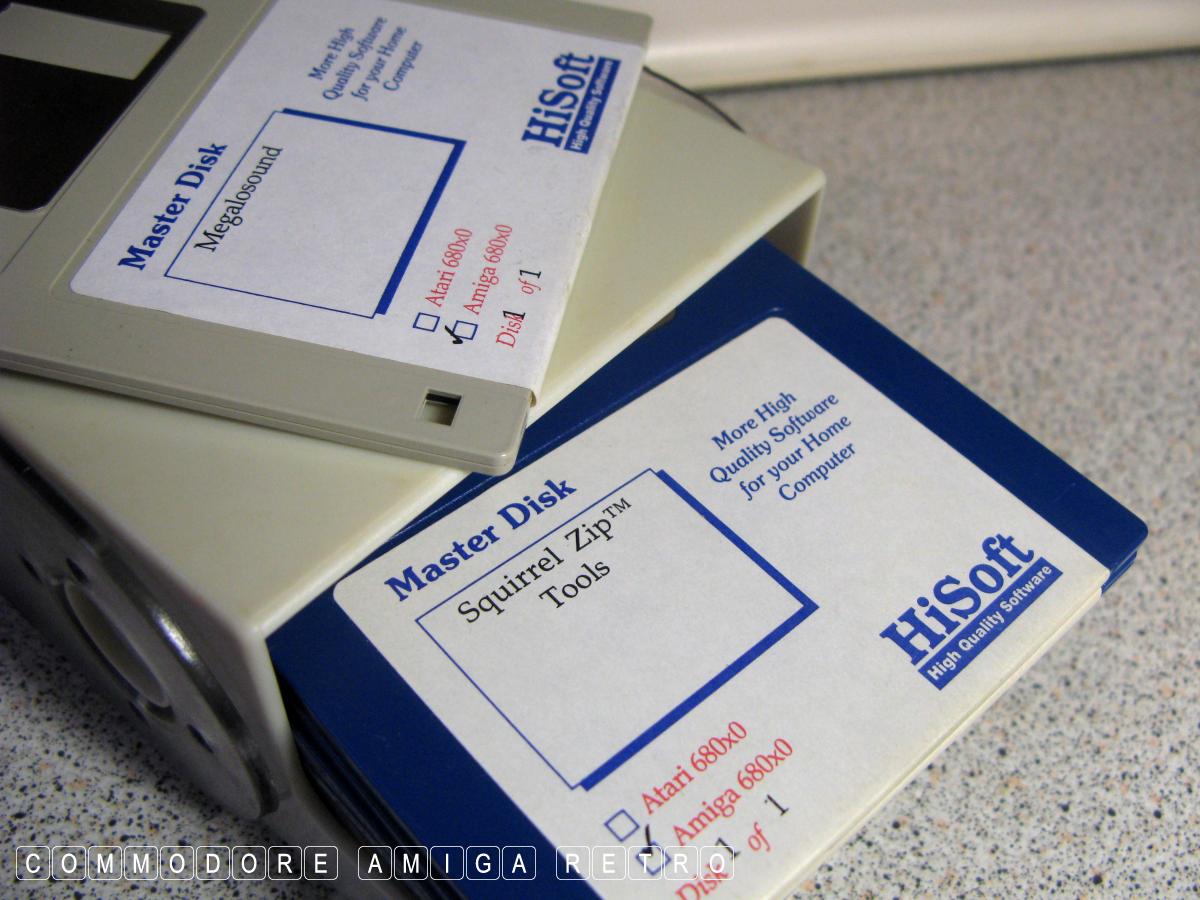 Master Disk
Megalosound
More High
Quality Software
for your Home
Computer
HiSoft
High Quality Software
Atari 680x0
Amiga 680x0
Disk 1 of 1
Master Disk
Squirrel Zip™
Tools
More High
Quality Software
for your Home
Computer
HiSoft
High Quality Software
Atari 680x0
Amiga 680x0
Disk 1 of 1
COMMODORE AMIGA RETRO